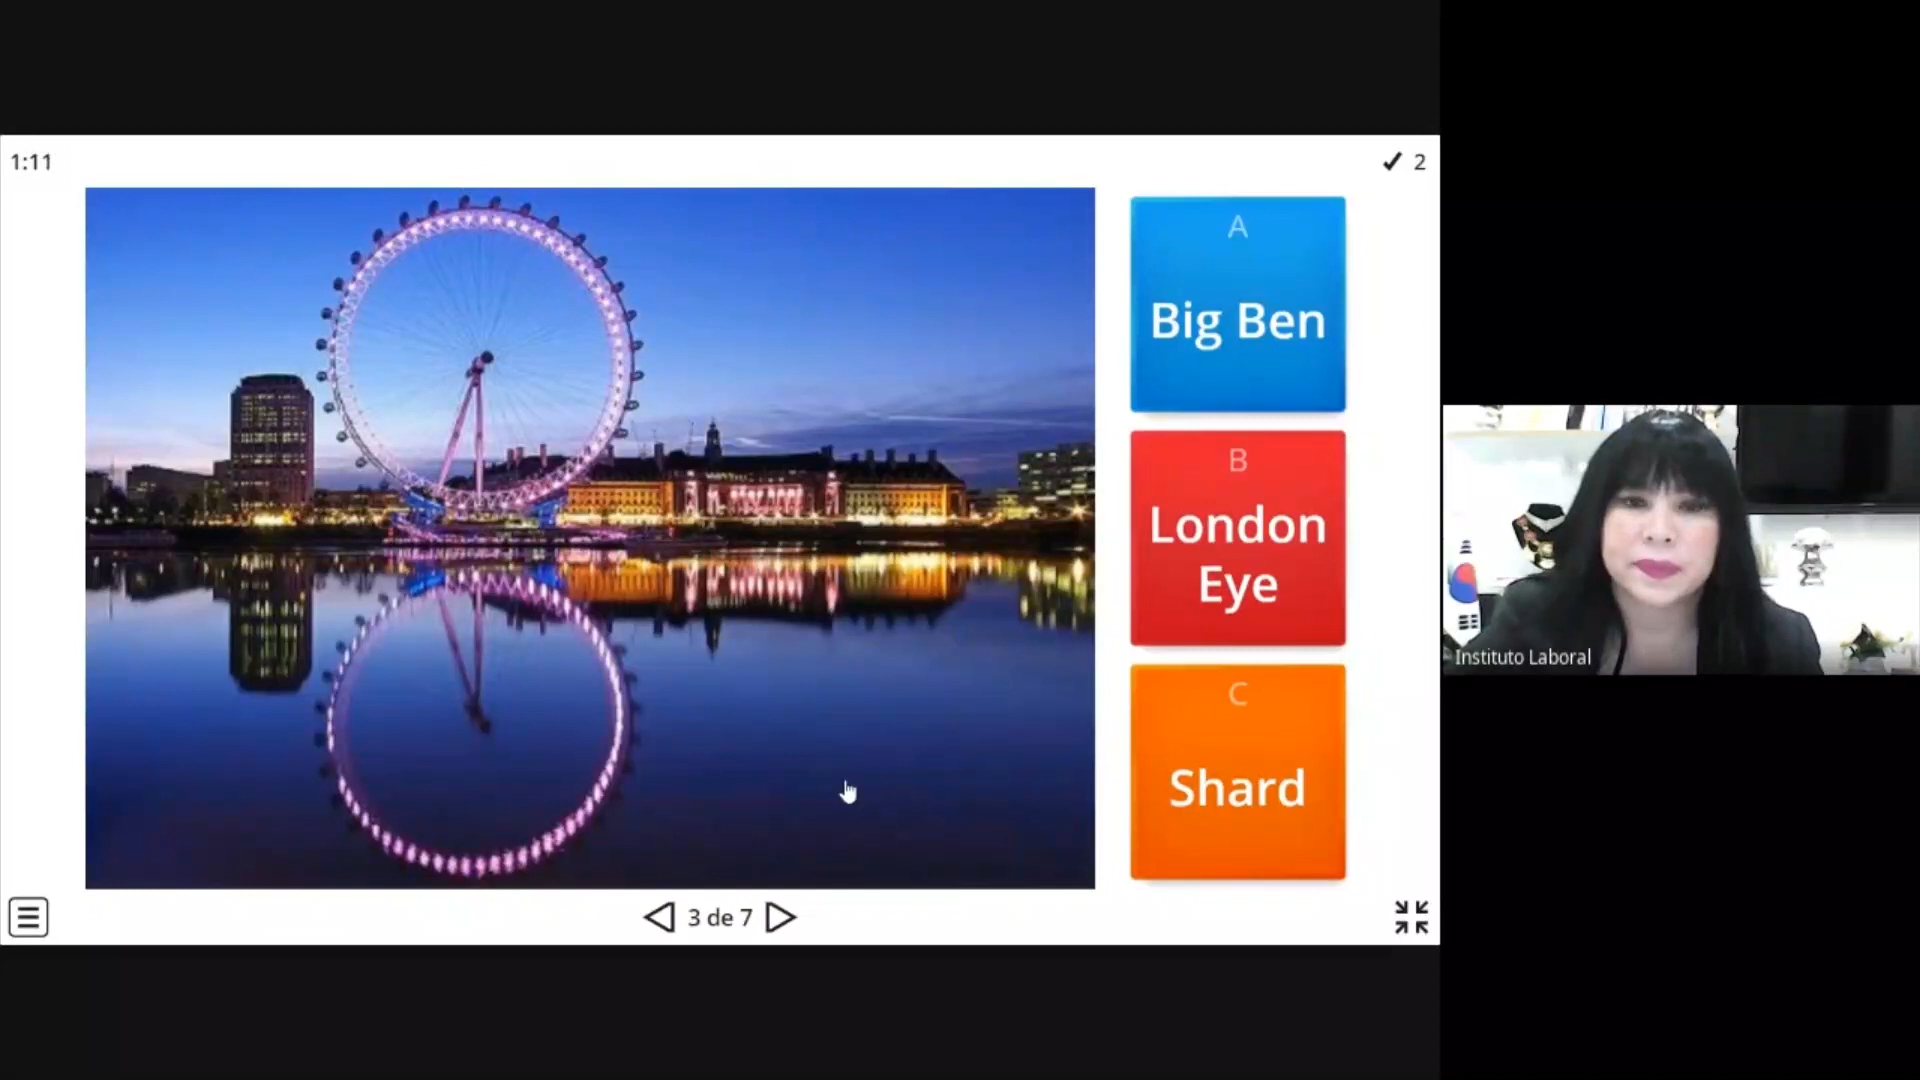 1:11
2
A
Big Ben
B
London
Eye
C
Shard
Instituto Laboral
3 de 7